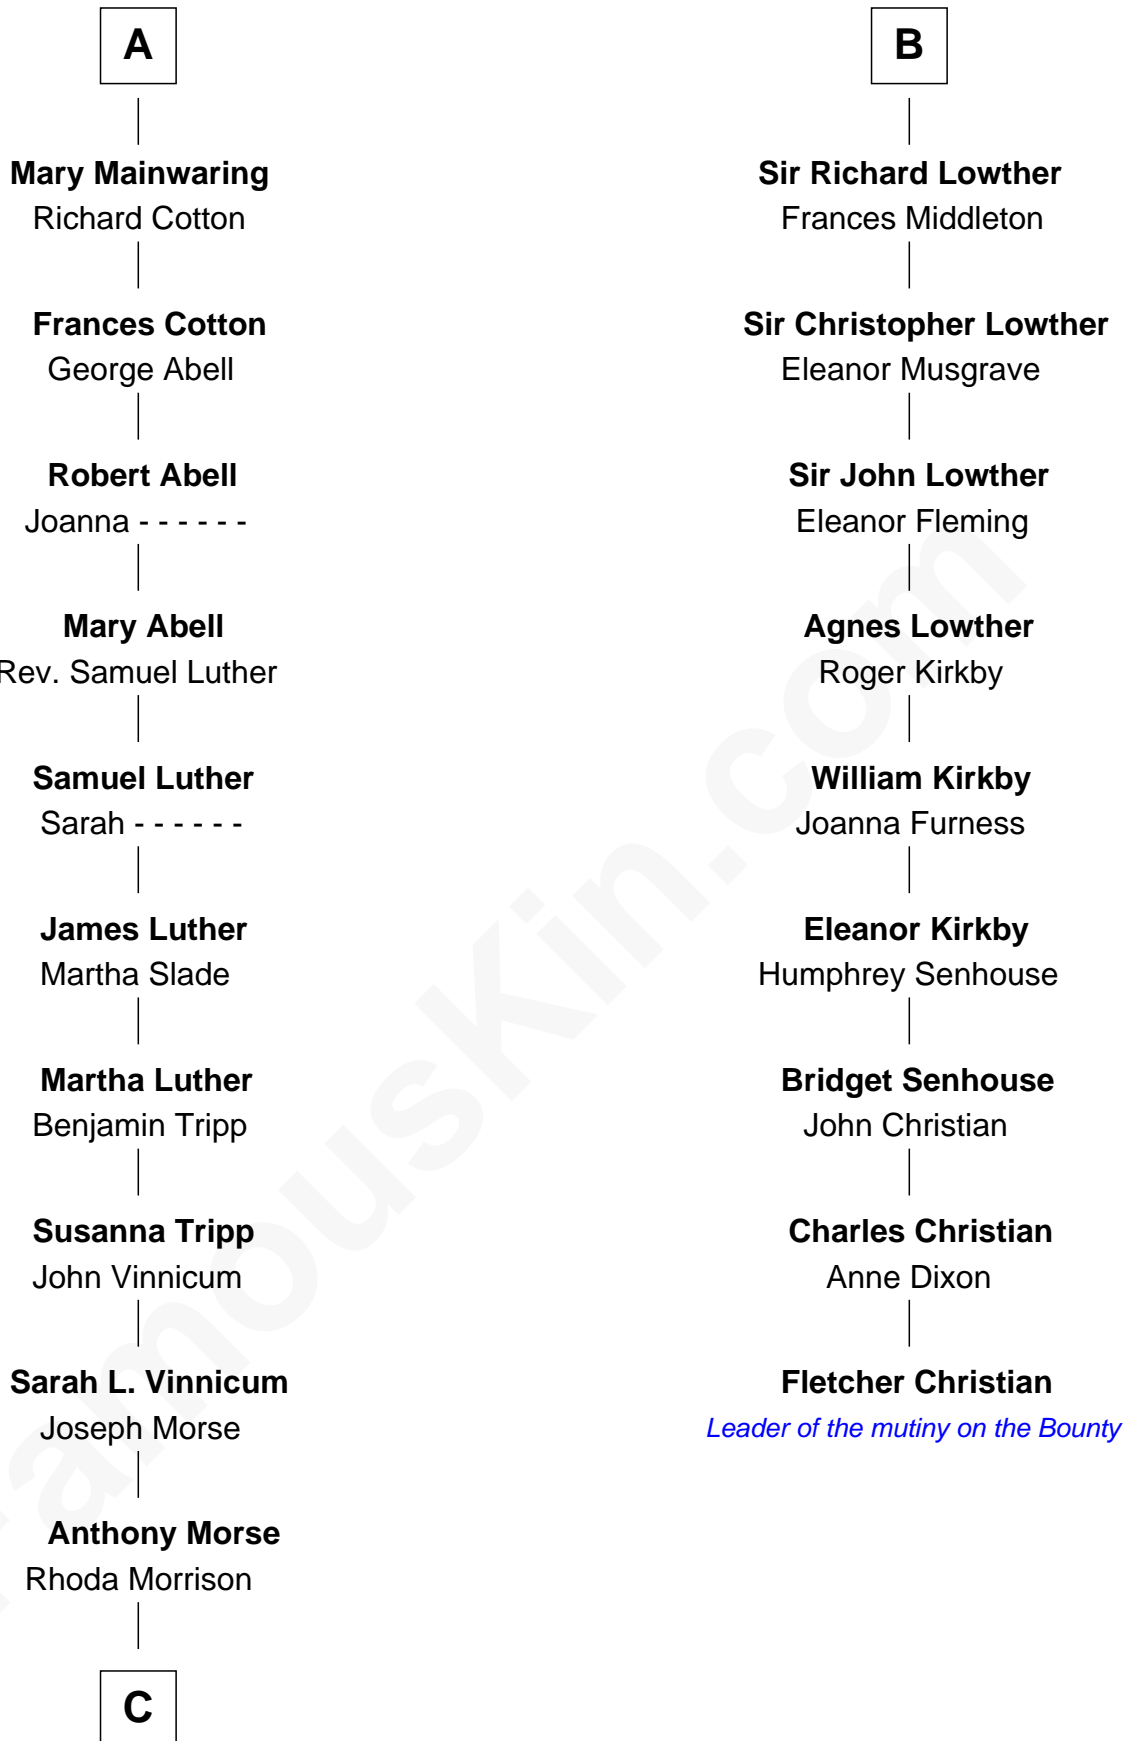 A
Mary Mainwaring
Richard Cotton
Frances Cotton
George Abell
Robert Abell
Joanna - - - - - -
Mary Abell
Rev. Samuel Luther
Samuel Luther
Sarah - - - - - -
James Luther
Martha Slade
Martha Luther
Benjamin Tripp
Susanna Tripp
John Vinnicum
Sarah L. Vinnicum
Joseph Morse
Anthony Morse
Rhoda Morrison
C
B
Sir Richard Lowther
Frances Middleton
Sir Christopher Lowther
Eleanor Musgrave
Sir John Lowther
Eleanor Fleming
Agnes Lowther
Roger Kirkby
William Kirkby
Joanna Furness
Eleanor Kirkby
Humphrey Senhouse
Bridget Senhouse
John Christian
Charles Christian
Anne Dixon
Fletcher Christian
Leader of the mutiny on the Bounty
FamousKin.com